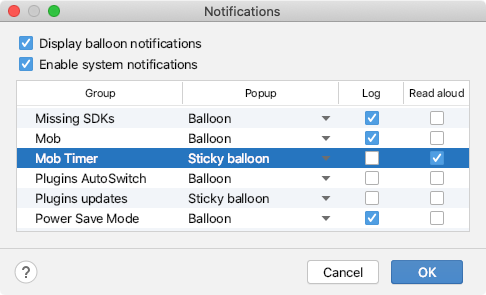 Notifications
Display balloon notifications
Enable system notifications
Group Popup Log Read aloud
Missing SDKs Balloon
Mob Balloon
Mob Timer Sticky balloon
Plugins AutoSwitch Balloon
Plugins updates Sticky balloon
Power Save Mode Balloon
? Cancel OK